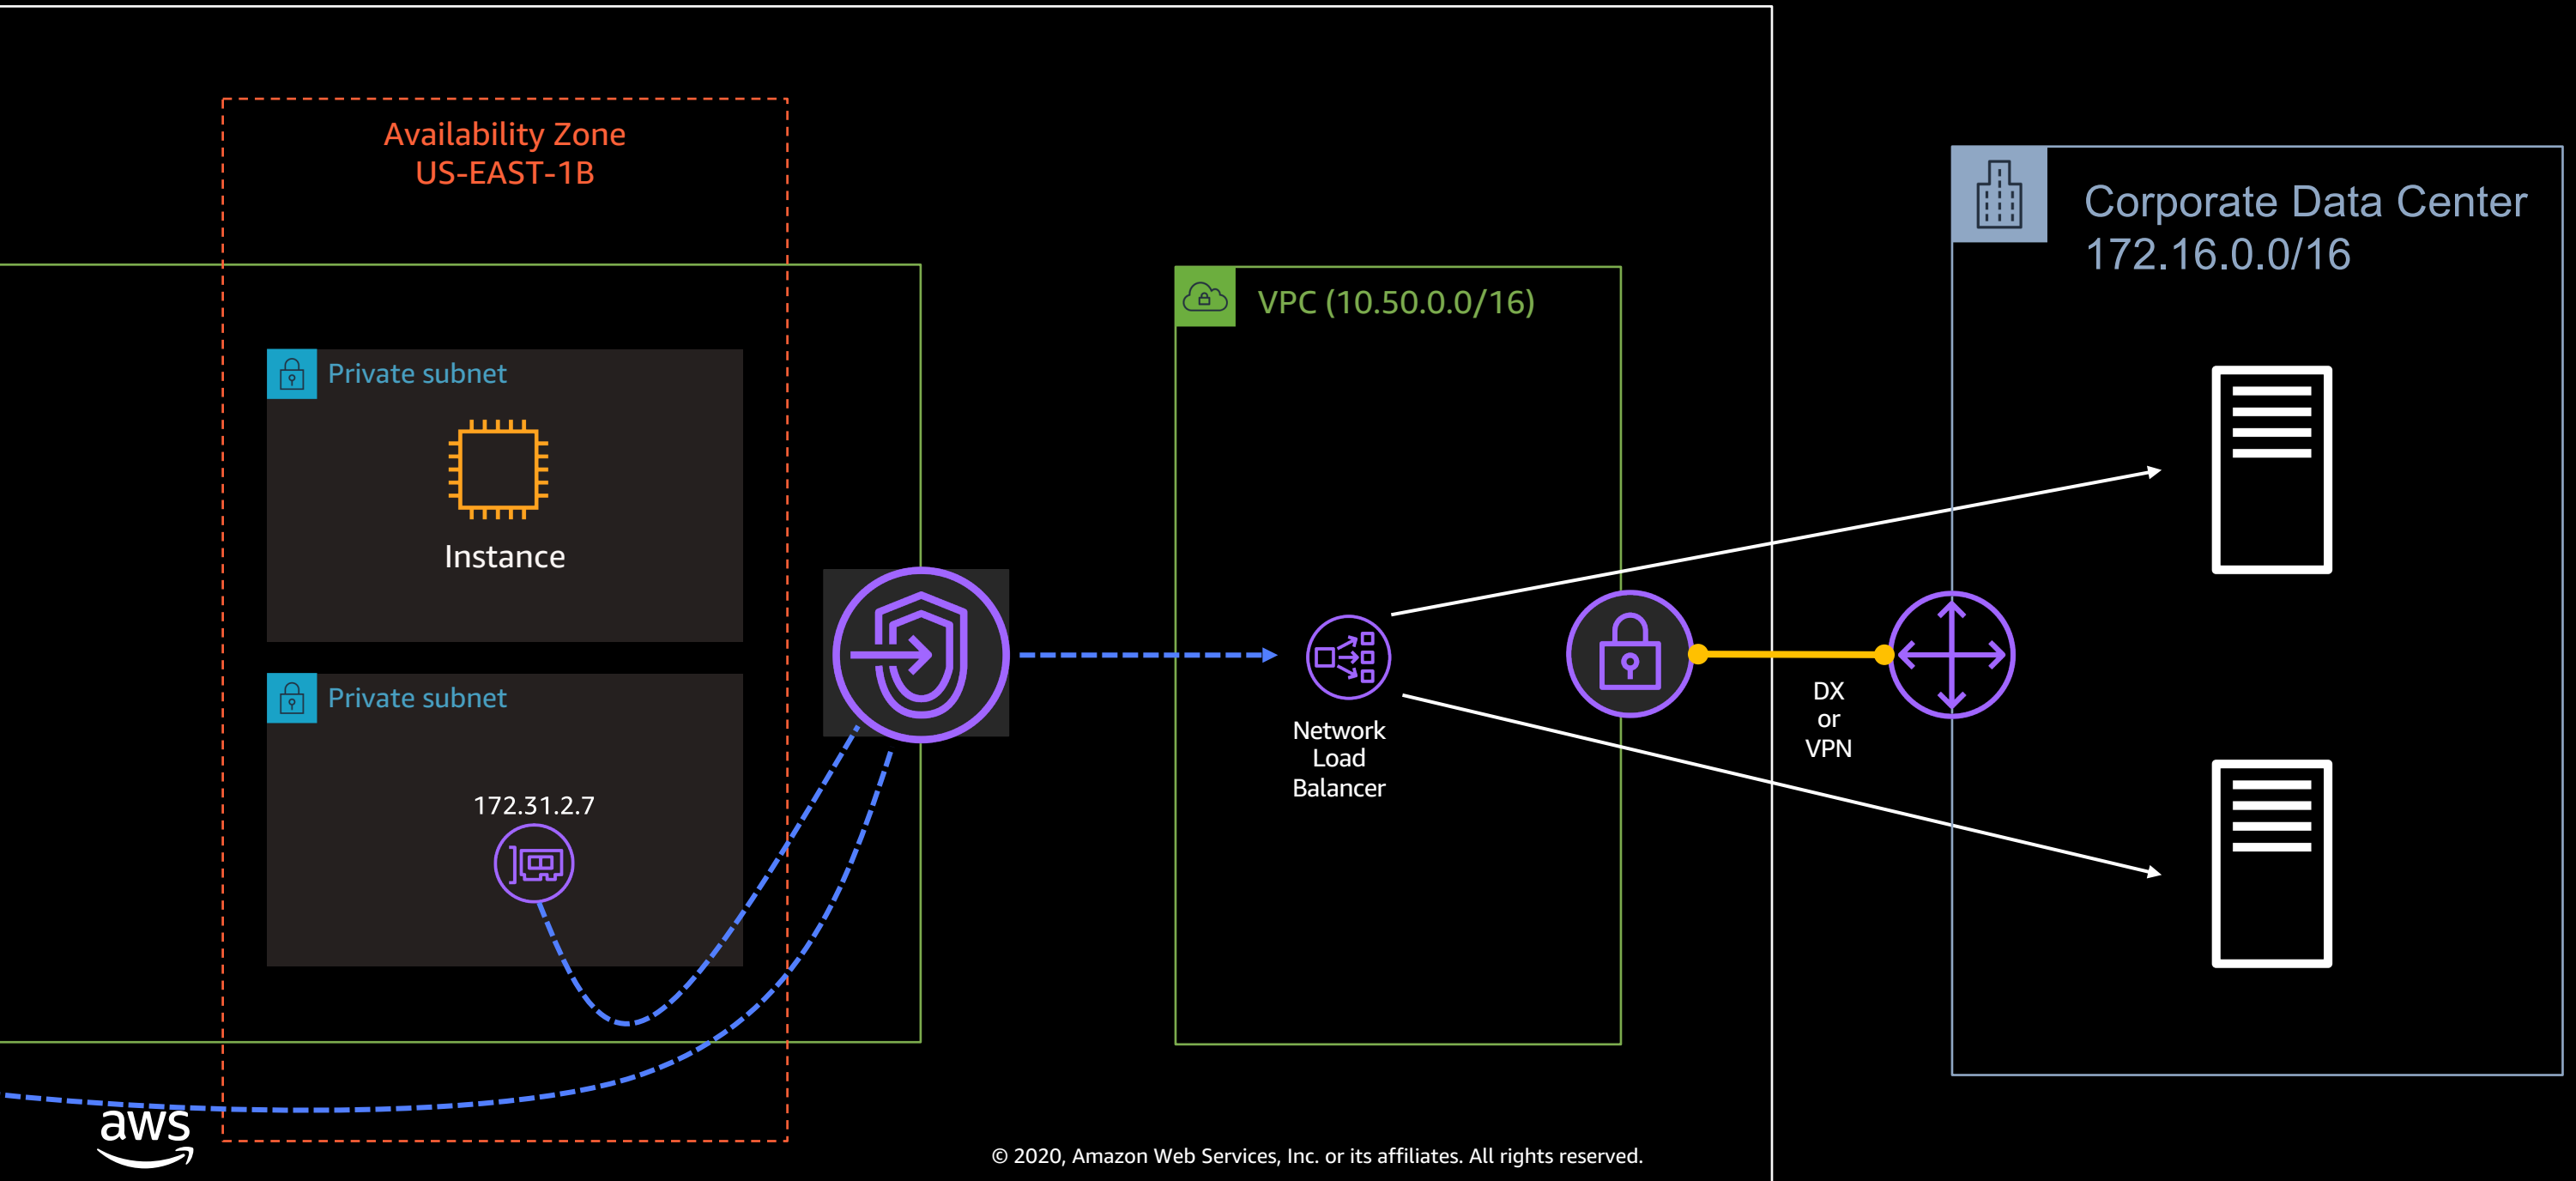 Availability Zone
US-EAST-1B
Private subnet
Instance
Private subnet
172.31.2.7
VPC (10.50.0.0/16)
Network
Load
Balancer
DX
or
VPN
Corporate Data Center
172.16.0.0/16
aws
© 2020, Amazon Web Services, Inc. or its affiliates. All rights reserved.